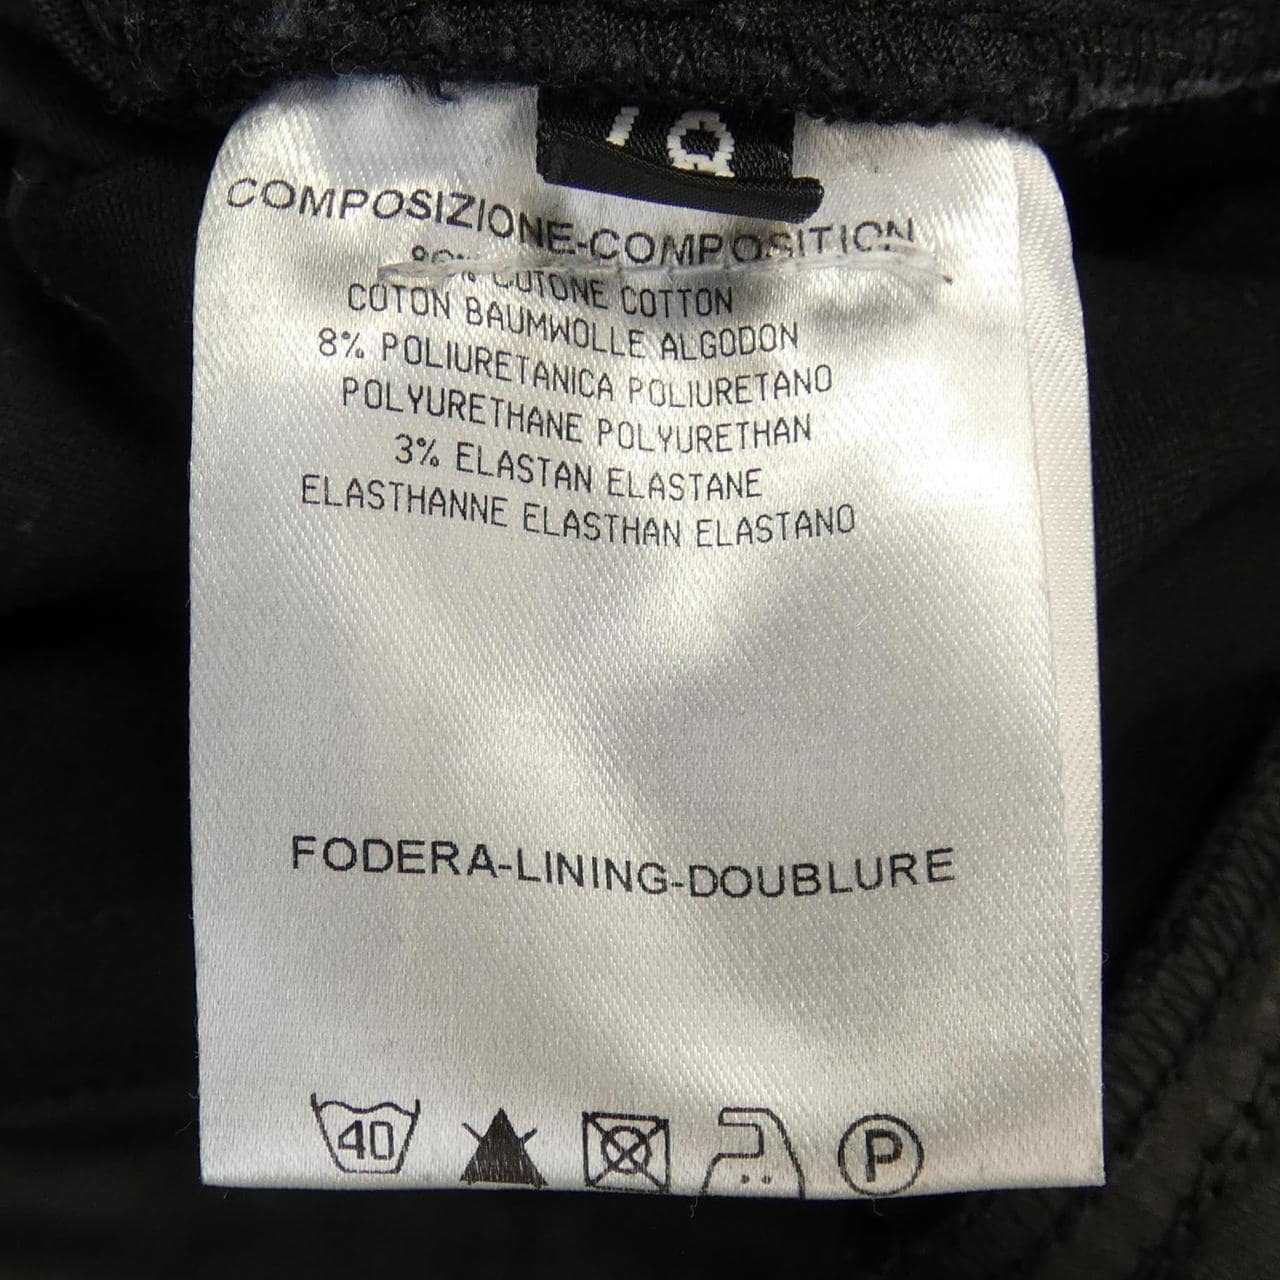 COMPOSIZIONE-COMPOSITION
COTONE COTTON
COTON BAUMWOLLE ALGODON
8% POLIURETANICA POLIURETANO
POLYURETHANE POLYURETHAN
3% ELASTAN ELASTANE
ELASTHANNE ELASTHAN ELASTANO
FODERA-LINING-DOUBLURE
40
P